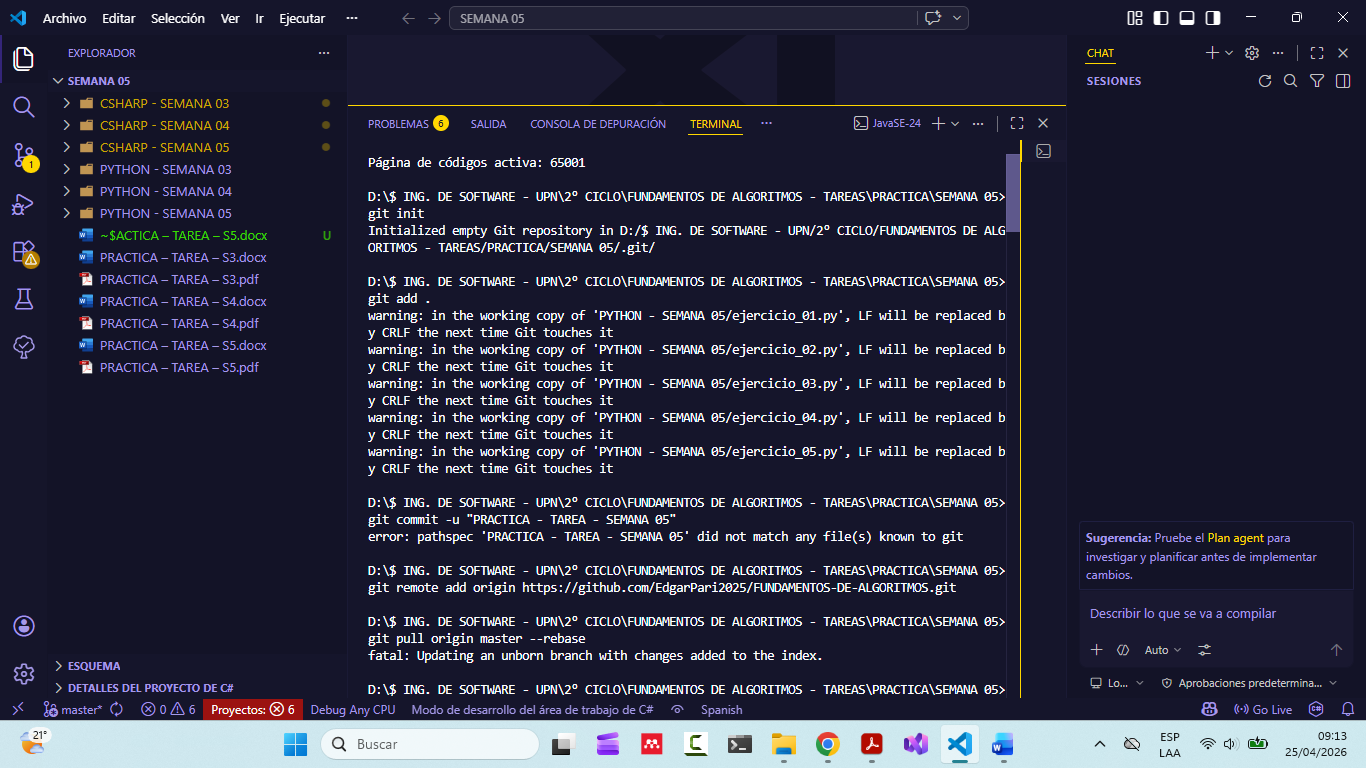 Archivo Editar Selección Ver Ir Ejecutar ···
SEMANA 05
EXPLORADOR
SEMANA 05
CSHARP - SEMANA 03
CSHARP - SEMANA 04
CSHARP - SEMANA 05
PYTHON - SEMANA 03
PYTHON - SEMANA 04
PYTHON - SEMANA 05
~$ACTICA – TAREA – S5.docx U
PRACTICA – TAREA – S3.docx
PRACTICA – TAREA – S3.pdf
PRACTICA – TAREA – S4.docx
PRACTICA – TAREA – S4.pdf
PRACTICA – TAREA – S5.docx
PRACTICA – TAREA – S5.pdf
ESQUEMA
DETALLES DEL PROYECTO DE C#
1
PROBLEMAS 6 SALIDA CONSOLA DE DEPURACIÓN TERMINAL ··· JavaSE-24
Página de códigos activa: 65001
D:\$ ING. DE SOFTWARE - UPN\2º CICLO\FUNDAMENTOS DE ALGORITMOS - TAREAS\PRACTICA\SEMANA 05>
git init
Initialized empty Git repository in D:/$ ING. DE SOFTWARE - UPN/2º CICLO/FUNDAMENTOS DE ALG
ORITMOS - TAREAS/PRACTICA/SEMANA 05/.git/
D:\$ ING. DE SOFTWARE - UPN\2º CICLO\FUNDAMENTOS DE ALGORITMOS - TAREAS\PRACTICA\SEMANA 05>
git add .
warning: in the working copy of 'PYTHON - SEMANA 05/ejercicio_01.py', LF will be replaced b
y CRLF the next time Git touches it
warning: in the working copy of 'PYTHON - SEMANA 05/ejercicio_02.py', LF will be replaced b
y CRLF the next time Git touches it
warning: in the working copy of 'PYTHON - SEMANA 05/ejercicio_03.py', LF will be replaced b
y CRLF the next time Git touches it
warning: in the working copy of 'PYTHON - SEMANA 05/ejercicio_04.py', LF will be replaced b
y CRLF the next time Git touches it
warning: in the working copy of 'PYTHON - SEMANA 05/ejercicio_05.py', LF will be replaced b
y CRLF the next time Git touches it
D:\$ ING. DE SOFTWARE - UPN\2º CICLO\FUNDAMENTOS DE ALGORITMOS - TAREAS\PRACTICA\SEMANA 05>
git commit -u "PRACTICA - TAREA - SEMANA 05"
error: pathspec 'PRACTICA - TAREA - SEMANA 05' did not match any file(s) known to git
D:\$ ING. DE SOFTWARE - UPN\2º CICLO\FUNDAMENTOS DE ALGORITMOS - TAREAS\PRACTICA\SEMANA 05>
git remote add origin https://github.com/EdgarPari2025/FUNDAMENTOS-DE-ALGORITMOS.git
D:\$ ING. DE SOFTWARE - UPN\2º CICLO\FUNDAMENTOS DE ALGORITMOS - TAREAS\PRACTICA\SEMANA 05>
git pull origin master --rebase
fatal: Updating an unborn branch with changes added to the index.
D:\$ ING. DE SOFTWARE - UPN\2º CICLO\FUNDAMENTOS DE ALGORITMOS - TAREAS\PRACTICA\SEMANA 05>
CHAT
SESIONES
Sugerencia: Pruebe el Plan agent para
investigar y planificar antes de implementar
cambios.
Describir lo que se va a compilar
Auto
Lo... Aprobaciones predetermina...
master* 0 6 Proyectos: 6 Debug Any CPU Modo de desarrollo del área de trabajo de C# Spanish Go Live
21°
Buscar
ESP
LAA
09:13
25/04/2026